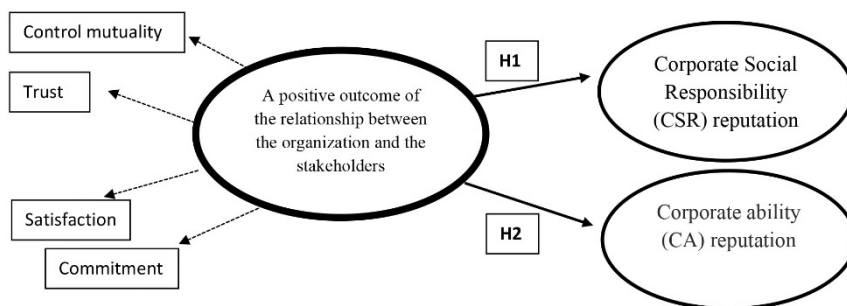 Control mutuality
Trust
Satisfaction
Commitment
A positive outcome of
the relationship between
the organization and the
stakeholders
H1
H2
Corporate Social
Responsibility
(CSR) reputation
Corporate ability
(CA) reputation